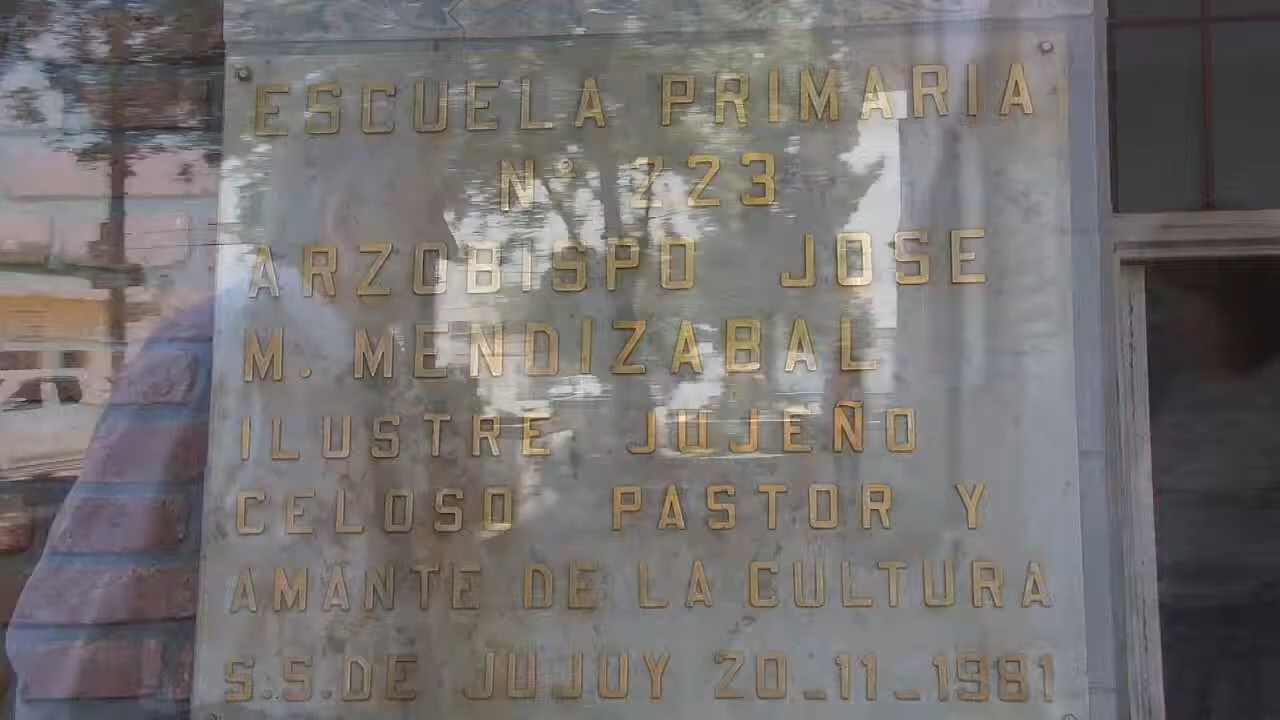 ESCUELA PRIMARIA
N° 223
ARZOBISPO JOSE
M. MENDIZABAL
ILUSTRE JUJEÑO
CELOSO PASTOR Y
AMANTE DE LA CULTURA
S.S.DE JUJUY 20_11_1981